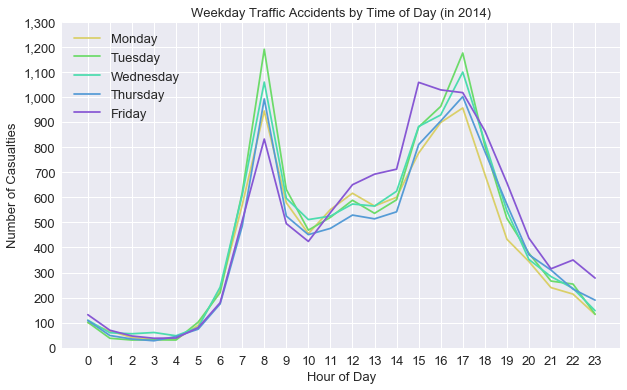 Weekday Traffic Accidents by Time of Day (in 2014)
Number of Casualties
1,300
1,200
1,100
1,000
900
800
700
600
500
400
300
200
100
0
Monday
Tuesday
Wednesday
Thursday
Friday
0 1 2 3 4 5 6 7 8 9 10 11 12 13 14 15 16 17 18 19 20 21 22 23
Hour of Day